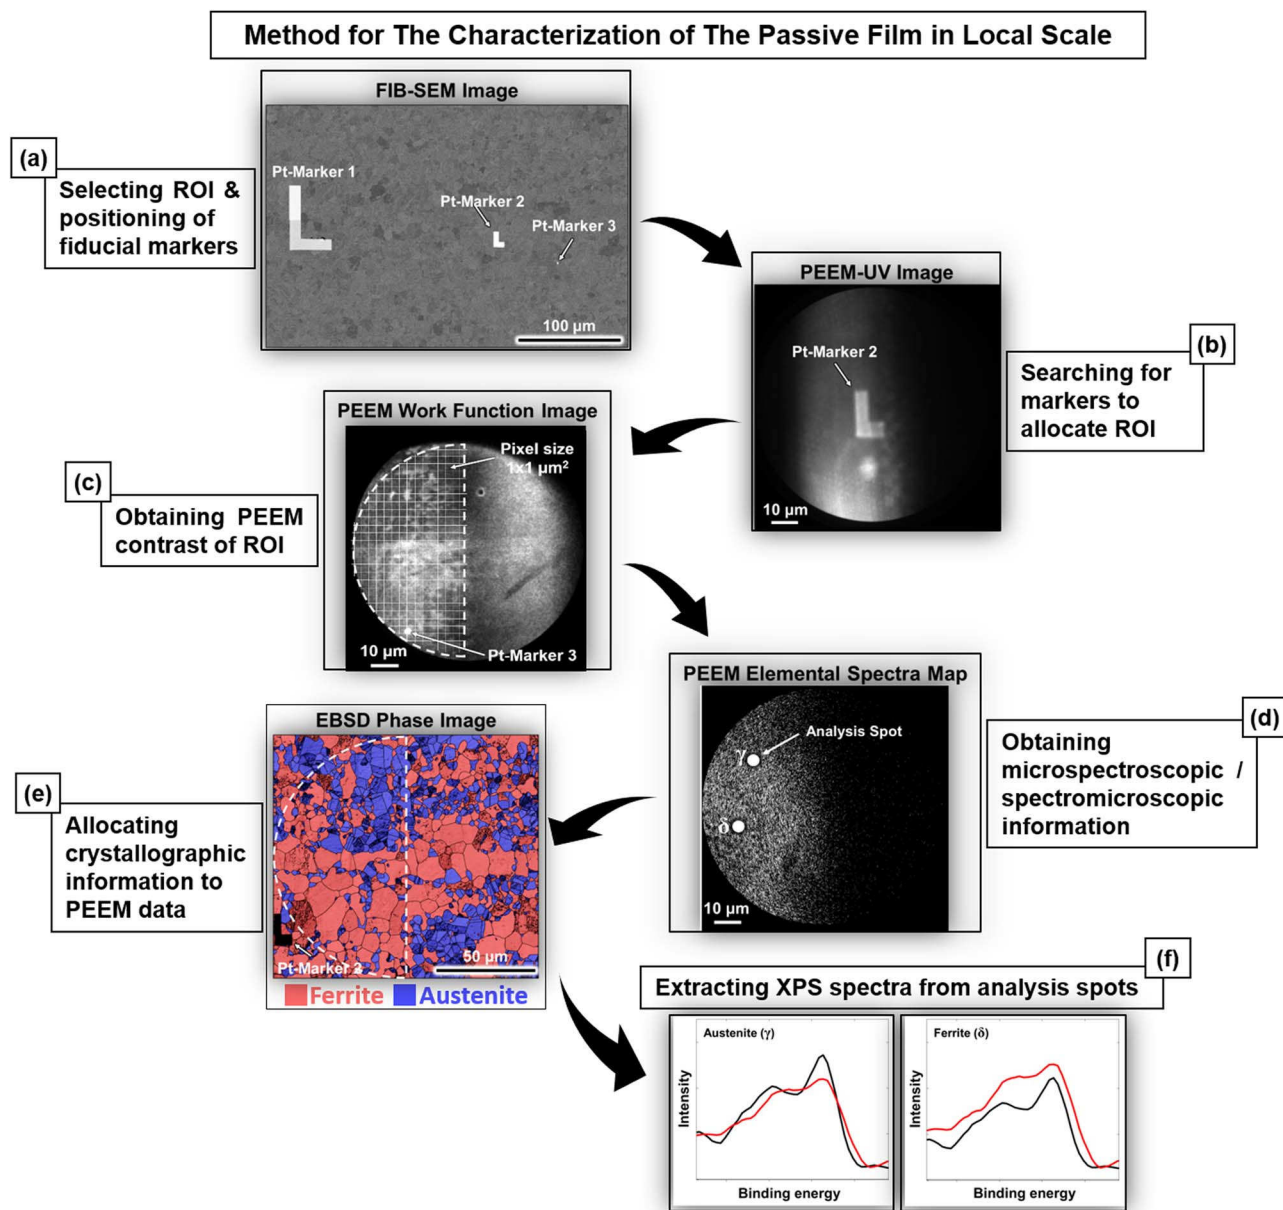 Method for The Characterization of The Passive Film in Local Scale
FIB-SEM Image
(a)
Selecting ROI &
positioning of
fiducial markers
Pt-Marker 1
Pt-Marker 2
Pt-Marker 3
100 µm
PEEM-UV Image
Pt-Marker 2
10 µm
(b)
Searching for
markers to
allocate ROI
PEEM Work Function Image
Pixel size
1x1 µm²
Pt-Marker 3
10 µm
(c)
Obtaining PEEM
contrast of ROI
PEEM Elemental Spectra Map
Analysis Spot
γ
δ
10 µm
(d)
Obtaining
microspectroscopic /
spectromicroscopic
information
EBSD Phase Image
Pt-Marker 2
50 µm
Ferrite Austenite
(e)
Allocating
crystallographic
information to
PEEM data
(f)
Extracting XPS spectra from analysis spots
Austenite (γ)
Intensity
Binding energy
Ferrite (δ)
Intensity
Binding energy